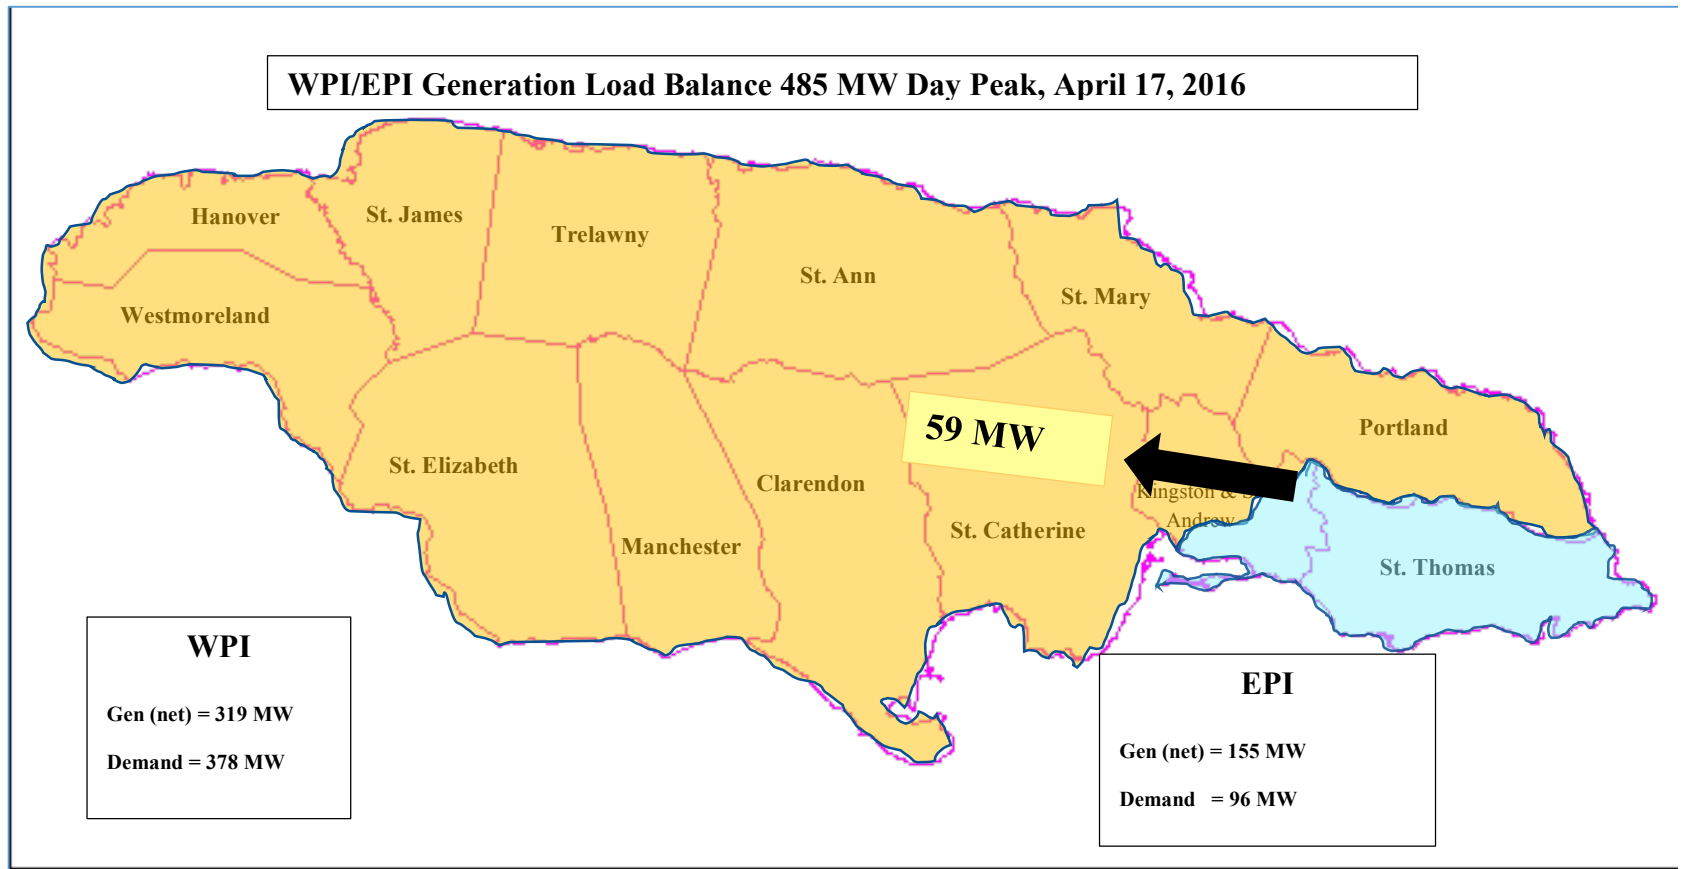 WPI/EPI Generation Load Balance 485 MW Day Peak, April 17, 2016
Hanover
St. James
Trelawny
St. Ann
St. Mary
Westmoreland
59 MW
Portland
St. Elizabeth
Clarendon
Kingston &
Andrew
St. Catherine
Manchester
St. Thomas
WPI
Gen (net) = 319 MW
Demand = 378 MW
EPI
Gen (net) = 155 MW
Demand = 96 MW